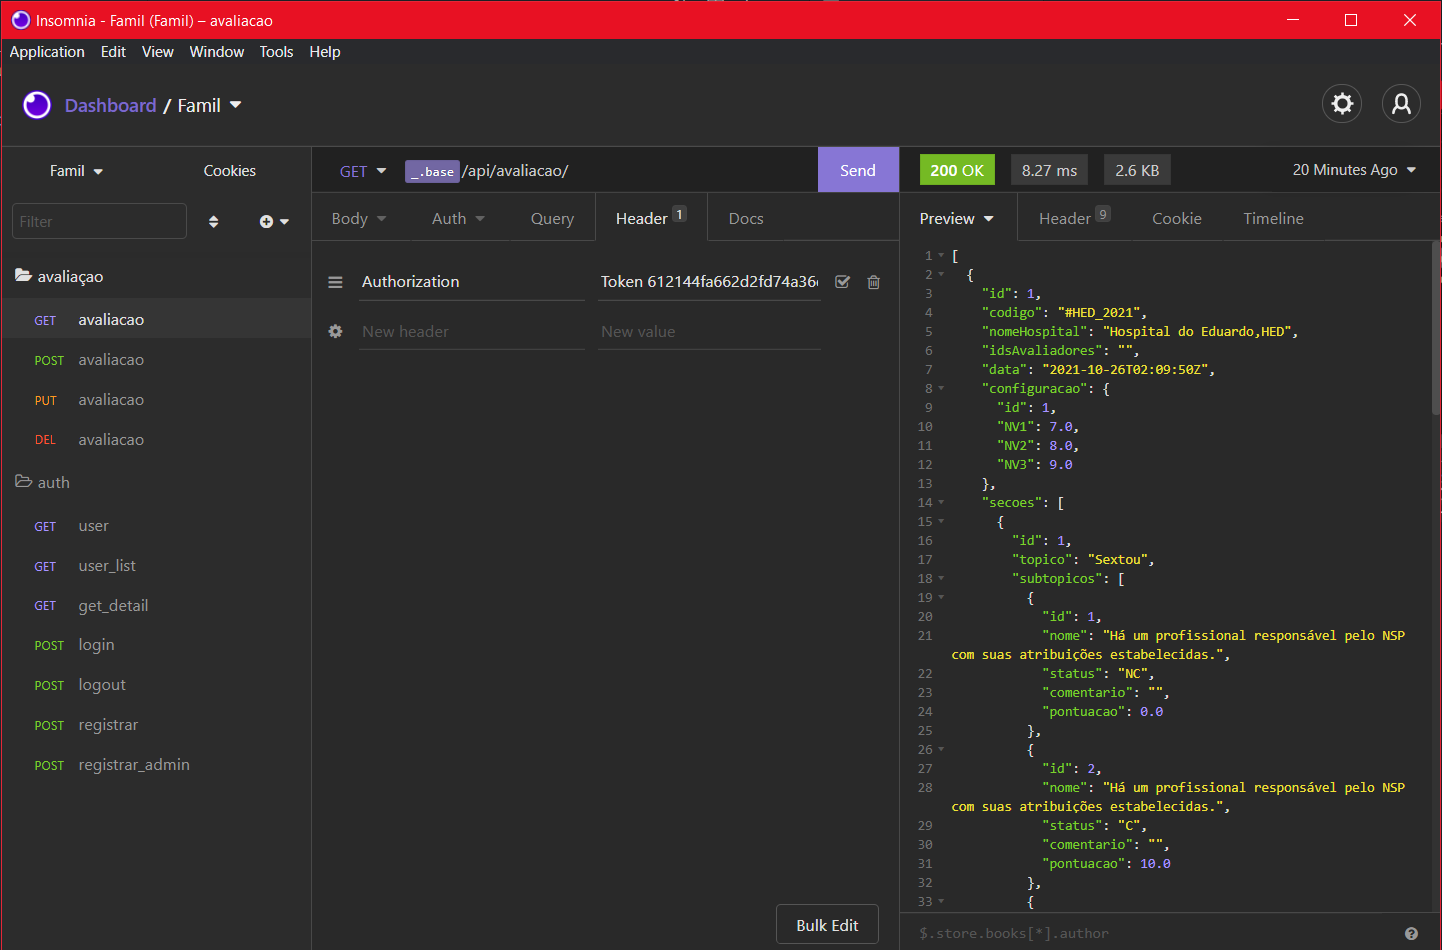 Insomnia - Famil (Famil) – avaliacao
Application Edit View Window Tools Help
Dashboard / Famil
Famil Cookies
Filter
avaliaçao
GET avaliacao
POST avaliacao
PUT avaliacao
DEL avaliacao
auth
GET user
GET user_list
GET get_detail
POST login
POST logout
POST registrar
POST registrar_admin
GET _.base /api/avaliacao/ Send
Body Auth Query Header 1 Docs
Authorization Token 612144fa662d2fd74a36
New header New value
Bulk Edit
200 OK 8.27 ms 2.6 KB 20 Minutes Ago
Preview Header 9 Cookie Timeline
1 [
2 {
3 "id": 1,
4 "codigo": "#HED_2021",
5 "nomeHospital": "Hospital do Eduardo,HED",
6 "idsAvaliadores": "",
7 "data": "2021-10-26T02:09:50Z",
8 "configuracao": {
9 "id": 1,
10 "NV1": 7.0,
11 "NV2": 8.0,
12 "NV3": 9.0
13 },
14 "secoes": [
15 {
16 "id": 1,
17 "topico": "Sextou",
18 "subtopicos": [
19 {
20 "id": 1,
21 "nome": "Há um profissional responsável pelo NSP
com suas atribuições estabelecidas.",
22 "status": "NC",
23 "comentario": "",
24 "pontuacao": 0.0
25 },
26 {
27 "id": 2,
28 "nome": "Há um profissional responsável pelo NSP
com suas atribuições estabelecidas.",
29 "status": "C",
30 "comentario": "",
31 "pontuacao": 10.0
32 },
33 {
$.store.books[*].author